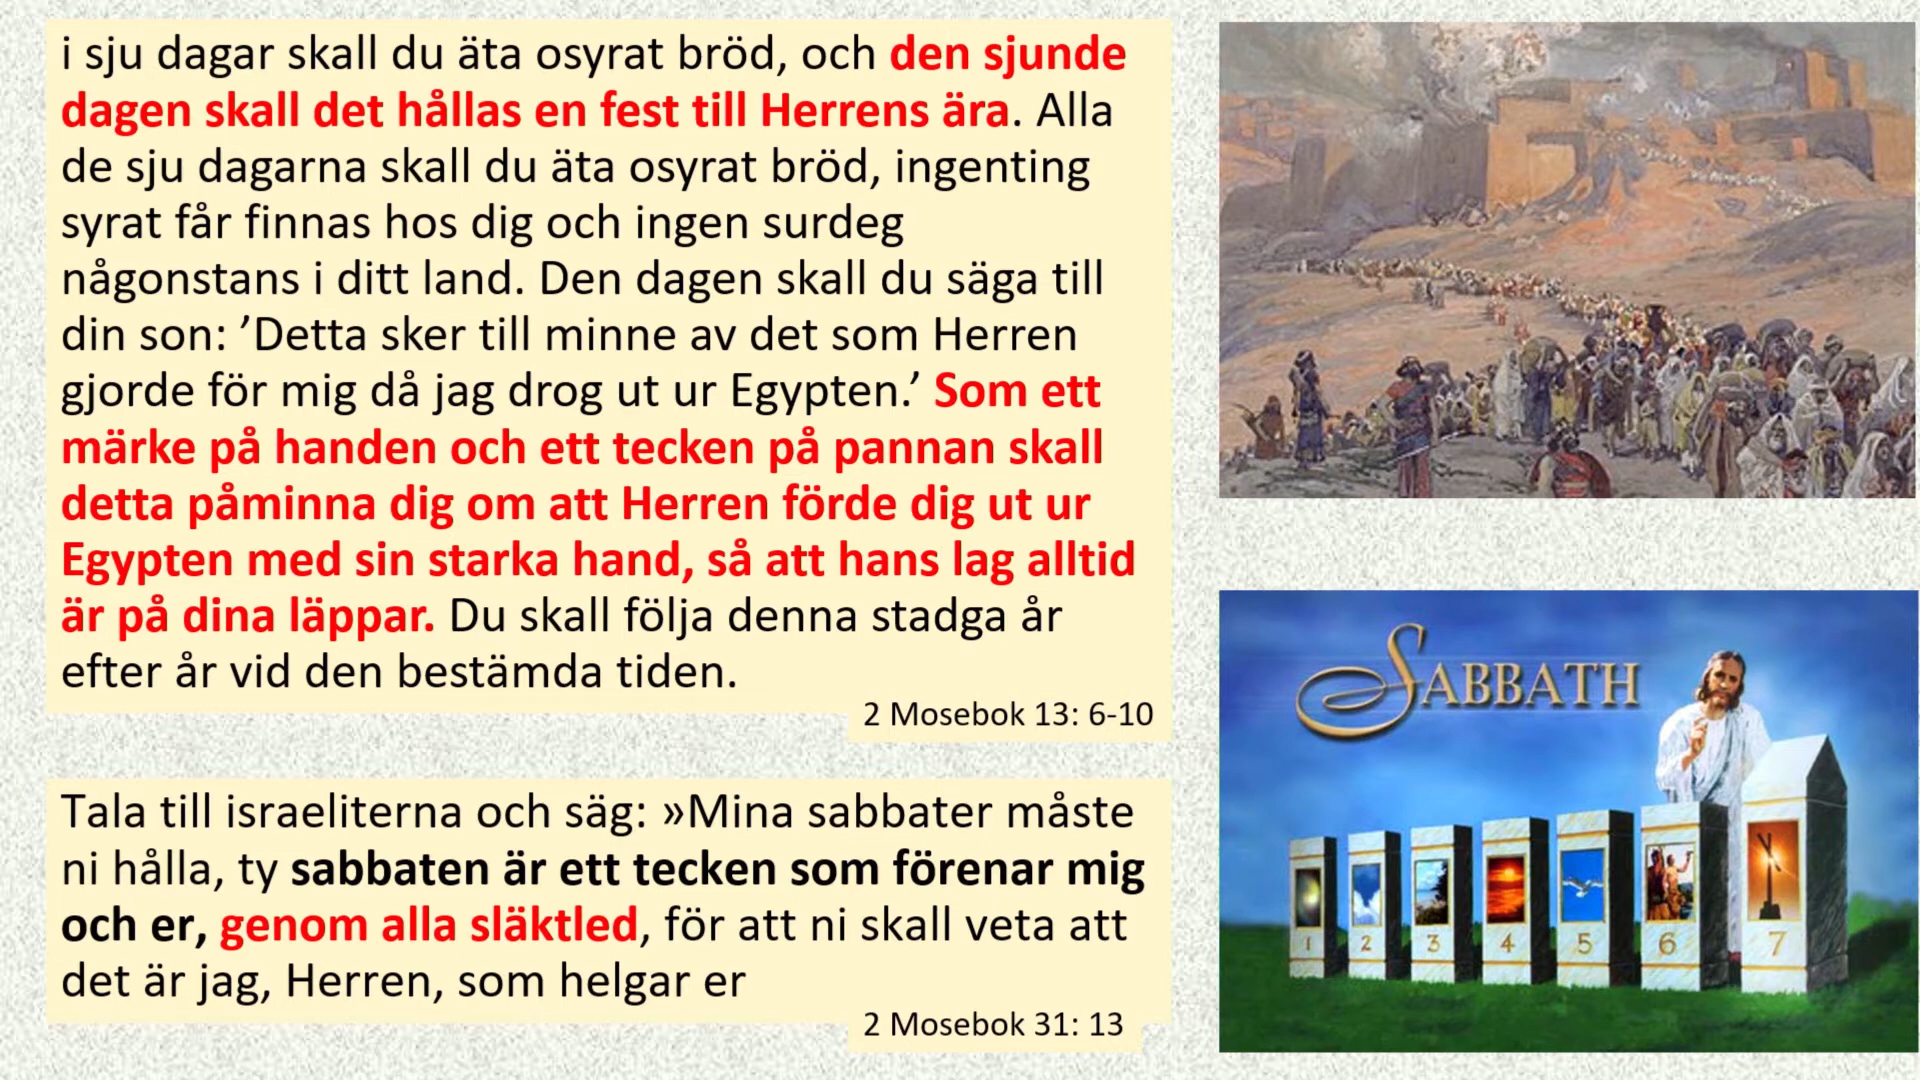 i sju dagar skall du äta osyrat bröd, och den sjunde
dagen skall det hållas en fest till Herrens ära. Alla
de sju dagarna skall du äta osyrat bröd, ingenting
syrat får finnas hos dig och ingen surdeg
någonstans i ditt land. Den dagen skall du säga till
din son: ’Detta sker till minne av det som Herren
gjorde för mig då jag drog ut ur Egypten.’ Som ett
märke på handen och ett tecken på pannan skall
detta påminna dig om att Herren förde dig ut ur
Egypten med sin starka hand, så att hans lag alltid
är på dina läppar. Du skall följa denna stadga år
efter år vid den bestämda tiden.
2 Mosebok 13: 6-10
Tala till israeliterna och säg: »Mina sabbater måste
ni hålla, ty sabbaten är ett tecken som förenar mig
och er, genom alla släktled, för att ni skall veta att
det är jag, Herren, som helgar er
2 Mosebok 31: 13
SABBATH
1 2 3 4 5 6 7